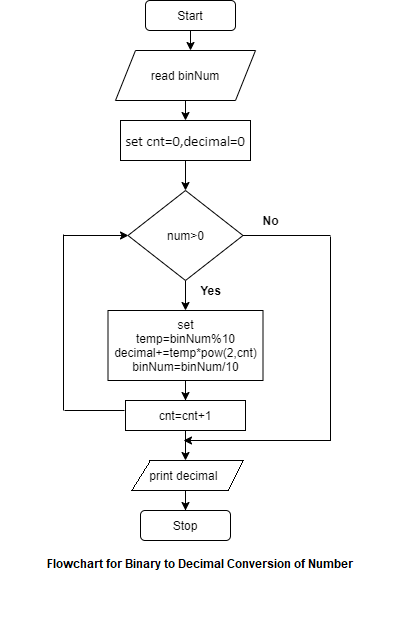 Start
read binNum
set cnt=0,decimal=0
num>0
No
Yes
set
temp=binNum%10
decimal+=temp*pow(2,cnt)
binNum=binNum/10
cnt=cnt+1
print decimal
Stop
Flowchart for Binary to Decimal Conversion of Number